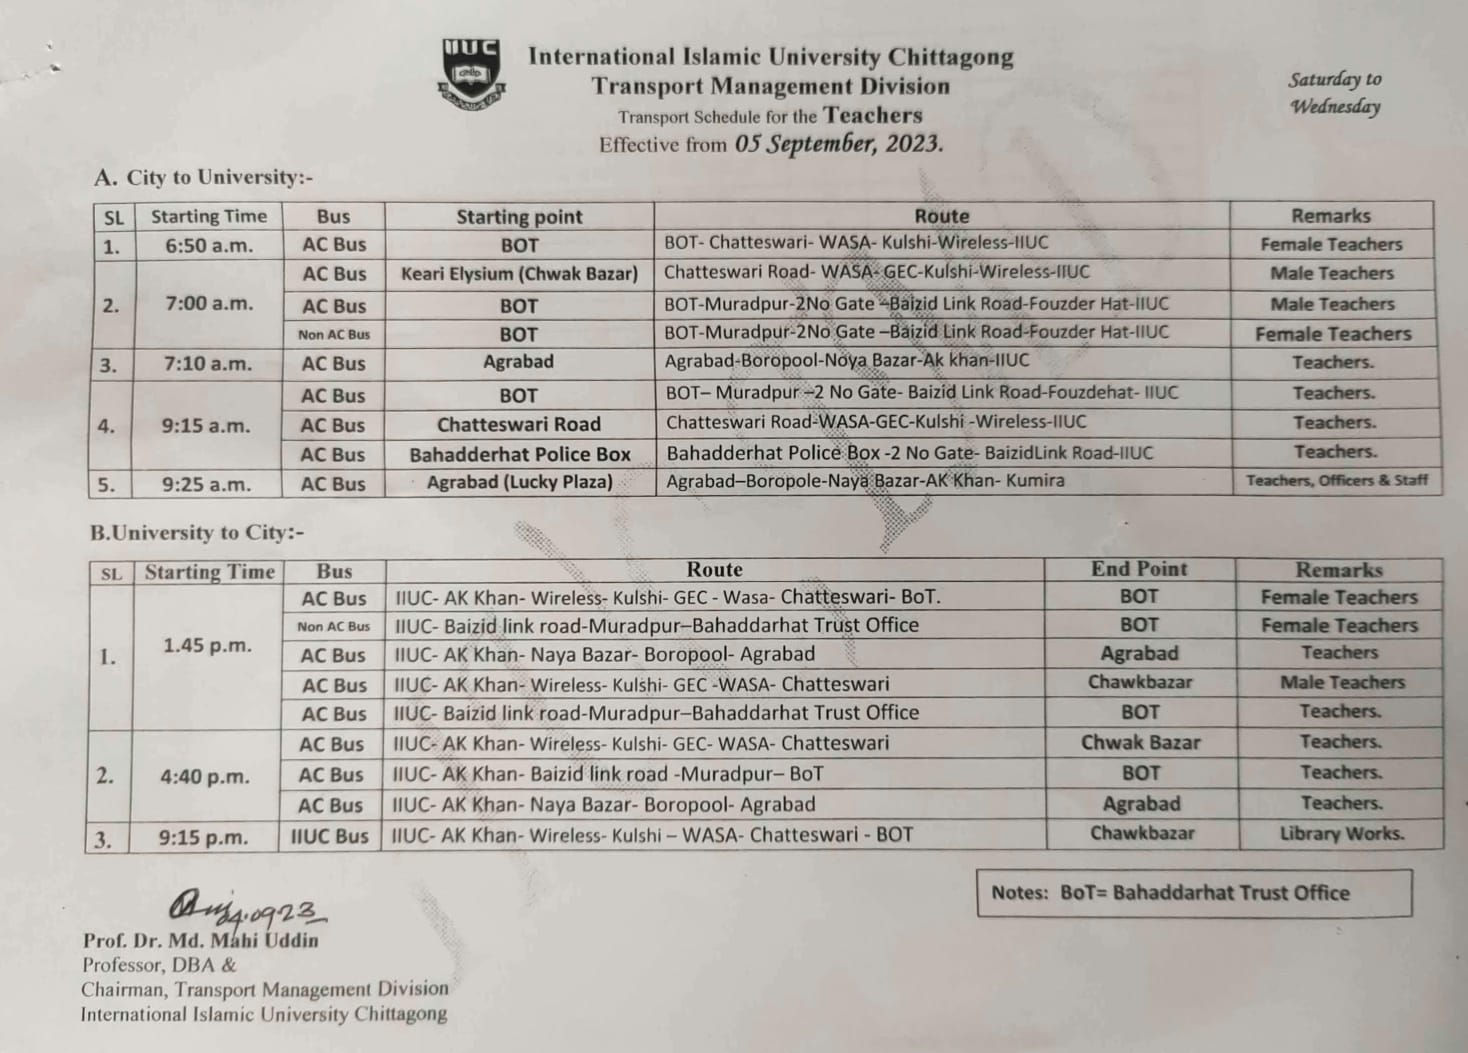 IIUC
International Islamic University Chittagong
Transport Management Division
Transport Schedule for the Teachers
Effective from 05 September, 2023.
Saturday to
Wednesday
A. City to University:-
SL Starting Time Bus Starting point Route Remarks
1. 6:50 a.m. AC Bus BOT BOT- Chatteswari- WASA- Kulshi-Wireless-IIUC Female Teachers
AC Bus Keari Elysium (Chwak Bazar) Chatteswari Road- WASA- GEC-Kulshi-Wireless-IIUC Male Teachers
2. 7:00 a.m. AC Bus BOT BOT-Muradpur-2No Gate –Baizid Link Road-Fouzder Hat-IIUC Male Teachers
Non AC Bus BOT BOT-Muradpur-2No Gate –Baizid Link Road-Fouzder Hat-IIUC Female Teachers
3. 7:10 a.m. AC Bus Agrabad Agrabad-Boropool-Noya Bazar-Ak khan-IIUC Teachers.
AC Bus BOT BOT– Muradpur –2 No Gate- Baizid Link Road-Fouzdehat- IIUC Teachers.
4. 9:15 a.m. AC Bus Chatteswari Road Chatteswari Road-WASA-GEC-Kulshi -Wireless-IIUC Teachers.
AC Bus Bahadderhat Police Box Bahadderhat Police Box -2 No Gate- BaizidLink Road-IIUC Teachers.
5. 9:25 a.m. AC Bus Agrabad (Lucky Plaza) Agrabad–Boropole-Naya Bazar-AK Khan- Kumira Teachers, Officers & Staff
B.University to City:-
SL Starting Time Bus Route End Point Remarks
AC Bus IIUC- AK Khan- Wireless- Kulshi- GEC - Wasa- Chatteswari- BoT. BOT Female Teachers
Non AC Bus IIUC- Baizid link road-Muradpur–Bahaddarhat Trust Office BOT Female Teachers
1. 1.45 p.m. AC Bus IIUC- AK Khan- Naya Bazar- Boropool- Agrabad Agrabad Teachers
AC Bus IIUC- AK Khan- Wireless- Kulshi- GEC -WASA- Chatteswari Chawkbazar Male Teachers
AC Bus IIUC- Baizid link road-Muradpur–Bahaddarhat Trust Office BOT Teachers.
AC Bus IIUC- AK Khan- Wireless- Kulshi- GEC- WASA- Chatteswari Chwak Bazar Teachers.
2. 4:40 p.m. AC Bus IIUC- AK Khan- Baizid link road -Muradpur– BoT BOT Teachers.
AC Bus IIUC- AK Khan- Naya Bazar- Boropool- Agrabad Agrabad Teachers.
3. 9:15 p.m. IIUC Bus IIUC- AK Khan- Wireless- Kulshi – WASA- Chatteswari - BOT Chawkbazar Library Works.
Notes: BoT= Bahaddarhat Trust Office
Prof. Dr. Md. Mahi Uddin
Professor, DBA &
Chairman, Transport Management Division
International Islamic University Chittagong